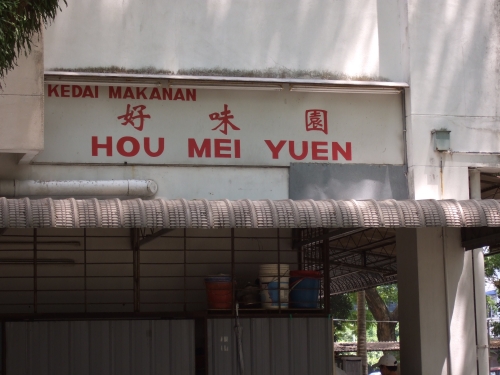 KEDAI MAKANAN
好 味 園
HOU MEI YUEN